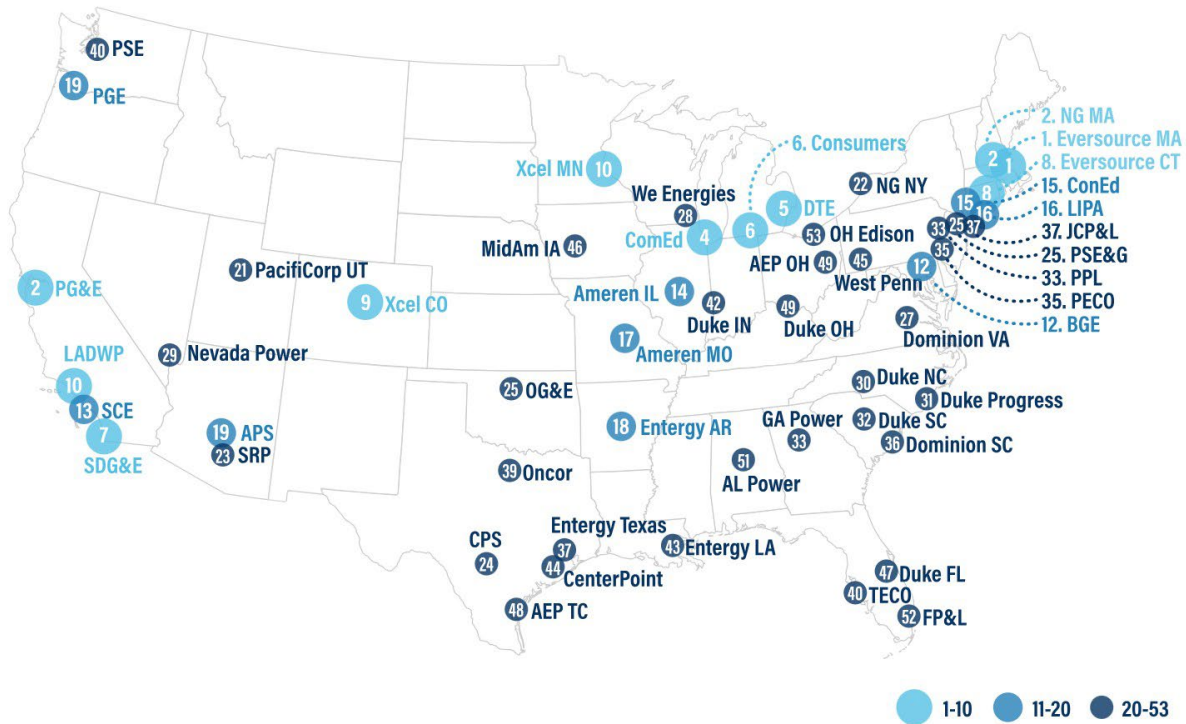 40 PSE
19
PGE
Xcel MN 10
We Energies
28
6. Consumers
6
5 DTE
ComEd 4
22 NG NY
2. NG MA
1. Eversource MA
8. Eversource CT
15. ConEd
16. LIPA
37. JCP&L
25. PSE&G
33. PPL
35. PECO
12. BGE
2 1
8
15 16
33 25 37
35
12
53 OH Edison
AEP OH 49
45
West Penn
MidAm IA 46
21 PacifiCorp UT
2 PG&E
9 Xcel CO
Ameren IL 14
42
Duke IN
49
Duke OH
27
Dominion VA
17
Ameren MO
29 Nevada Power
LADWP
10
13 SCE
7
SDG&E
19 APS
23 SRP
25 OG&E
18 Entergy AR
30 Duke NC
31 Duke Progress
32 Duke SC
36 Dominion SC
GA Power
33
51
AL Power
39 Oncor
CPS
24
Entergy Texas
37
44
CenterPoint
43 Entergy LA
48 AEP TC
47 Duke FL
40 TECO
52 FP&L
1-10 11-20 20-53